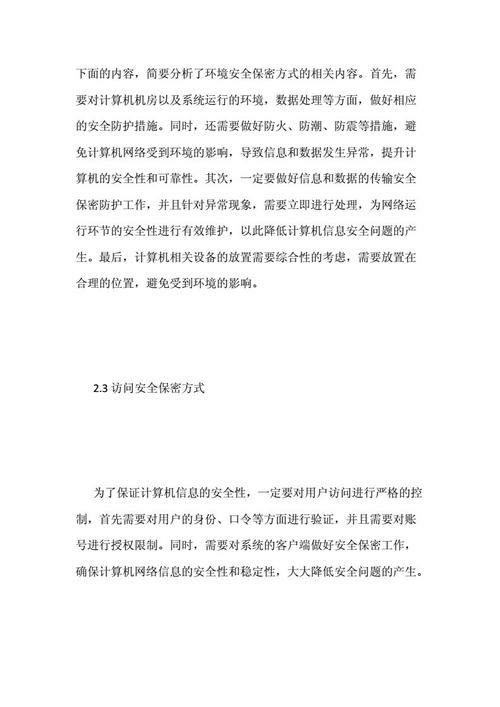 下面的内容，简要分析了环境安全保密方式的相关内容。首先，需
要对计算机机房以及系统运行的环境，数据处理等方面，做好相应
的安全防护措施。同时，还需要做好防火、防潮、防震等措施，避
免计算机网络受到环境的影响，导致信息和数据发生异常，提升计
算机的安全性和可靠性。其次，一定要做好信息和数据的传输安全
保密防护工作，并且针对异常现象，需要立即进行处理，为网络运
行环节的安全性进行有效维护，以此降低计算机信息安全问题的产
生。最后，计算机相关设备的放置需要综合性的考虑，需要放置在
合理的位置，避免受到环境的影响。
2.3 访问安全保密方式
为了保证计算机信息的安全性，一定要对用户访问进行严格的控
制，首先需要对用户的身份、口令等方面进行验证，并且需要对账
号进行授权限制。同时，需要对系统的客户端做好安全保密工作，
确保计算机网络信息的安全性和稳定性，大大降低安全问题的产生。